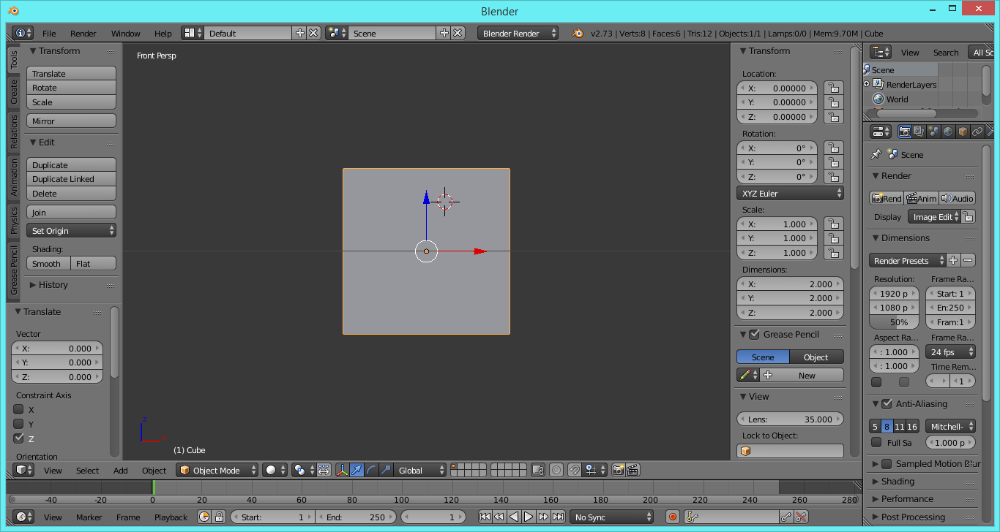 Blender
File Render Window Help Default Scene Blender Render v2.73 | Verts:8 | Faces:6 | Tris:12 | Objects:1/1 | Lamps:0/0 | Mem:9.70M | Cube
Tools
Create
Relations
Animation
Physics
Grease Pencil
Transform
Translate
Rotate
Scale
Mirror
Edit
Duplicate
Duplicate Linked
Delete
Join
Set Origin
Shading:
Smooth Flat
History
Translate
Vector
X: 0.000
Y: 0.000
Z: 0.000
Constraint Axis
X
Y
Z
Orientation
Front Persp
z
x
(1) Cube
Transform
Location:
X: 0.00000
Y: 0.00000
Z: 0.00000
Rotation:
X: 0°
Y: 0°
Z: 0°
XYZ Euler
Scale:
X: 1.000
Y: 1.000
Z: 1.000
Dimensions:
X: 2.000
Y: 2.000
Z: 2.000
Grease Pencil
Scene Object
New
View
Lens: 35.000
Lock to Object:
View Search All Sc
Scene
RenderLayers
World
Scene
Render
Rend Anim Audio
Display Image Edit
Dimensions
Render Presets
Resolution: Frame Ra...
1920 p Start: 1
1080 p En:250
50% Fram:1
Aspect Ra... Frame Ra...
: 1.000 24 fps
: 1.000 Time Rem...
1
Anti-Aliasing
5 8 11 16 Mitchell-
Full Sa 1.000 p
Sampled Motion Blur
Shading
Performance
Post Processing
View Select Add Object Object Mode Global
-40 -20 0 20 40 60 80 100 120 140 160 180 200 220 240 260 280
View Marker Frame Playback Start: 1 End: 250 1 No Sync